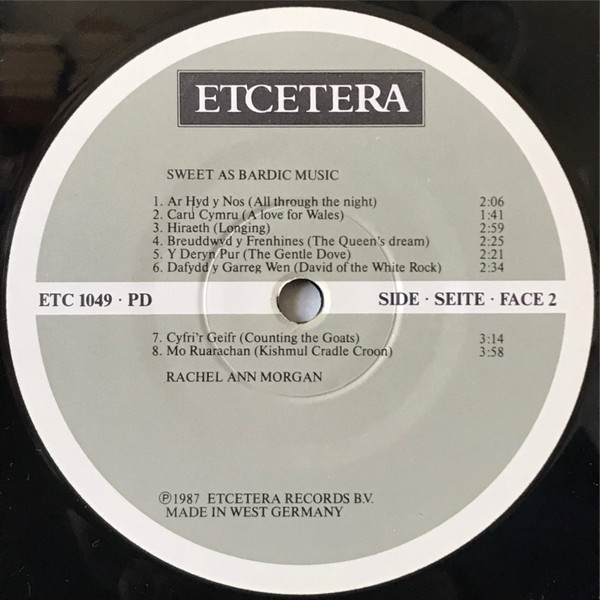 ETCETERA
SWEET AS BARDIC MUSIC
1. Ar Hyd y Nos (All through the night) 2:06
2. Caru Cymru (A love for Wales) 1:41
3. Hiraeth (Longing) 2:59
4. Breuddwyd y Frenhines (The Queen's dream) 2:25
5. Y Deryn Pur (The Gentle Dove) 2:21
6. Dafydd y Garreg Wen (David of the White Rock) 2:34
ETC 1049 · PD SIDE · SEITE · FACE 2
7. Cyfri'r Geifr (Counting the Goats) 3:14
8. Mo Ruarachan (Kishmul Cradle Croon) 3:58
RACHEL ANN MORGAN
℗1987 ETCETERA RECORDS B.V.
MADE IN WEST GERMANY